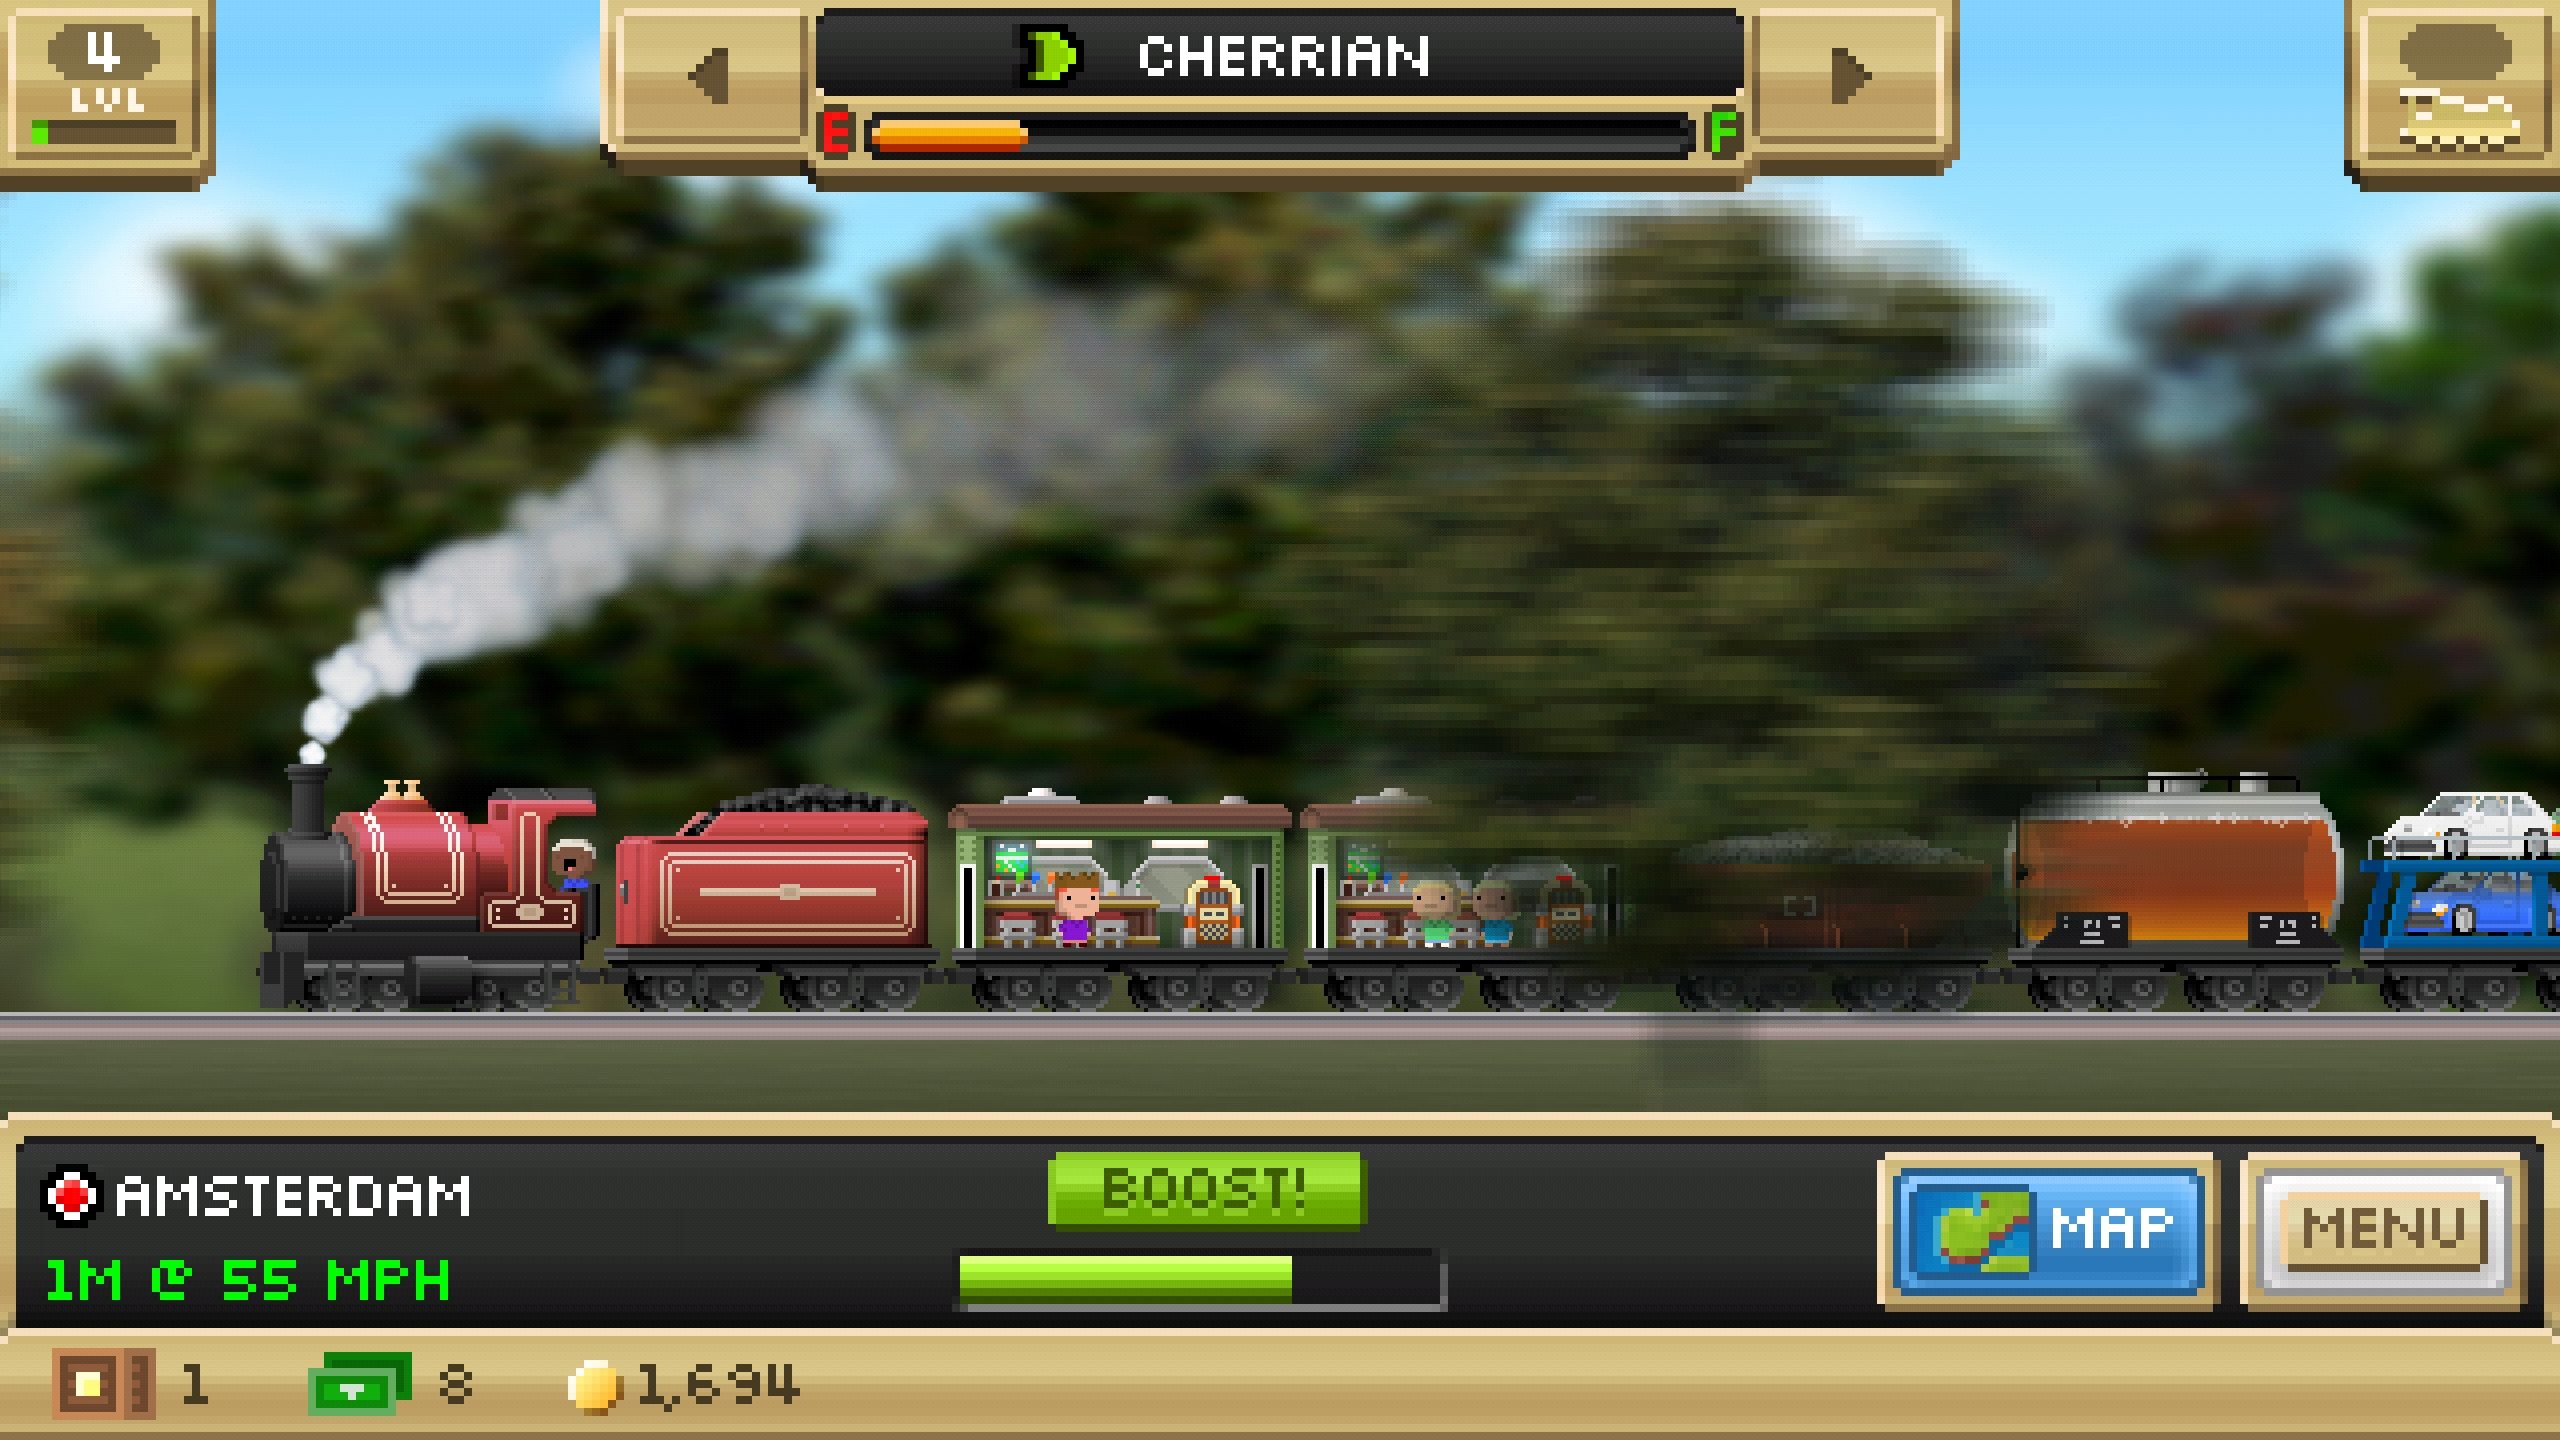 4
LVL
CHERRIAN
E
F
AMSTERDAM
1M @ 55 MPH
BOOST!
MAP
MENU
1
8
1,694